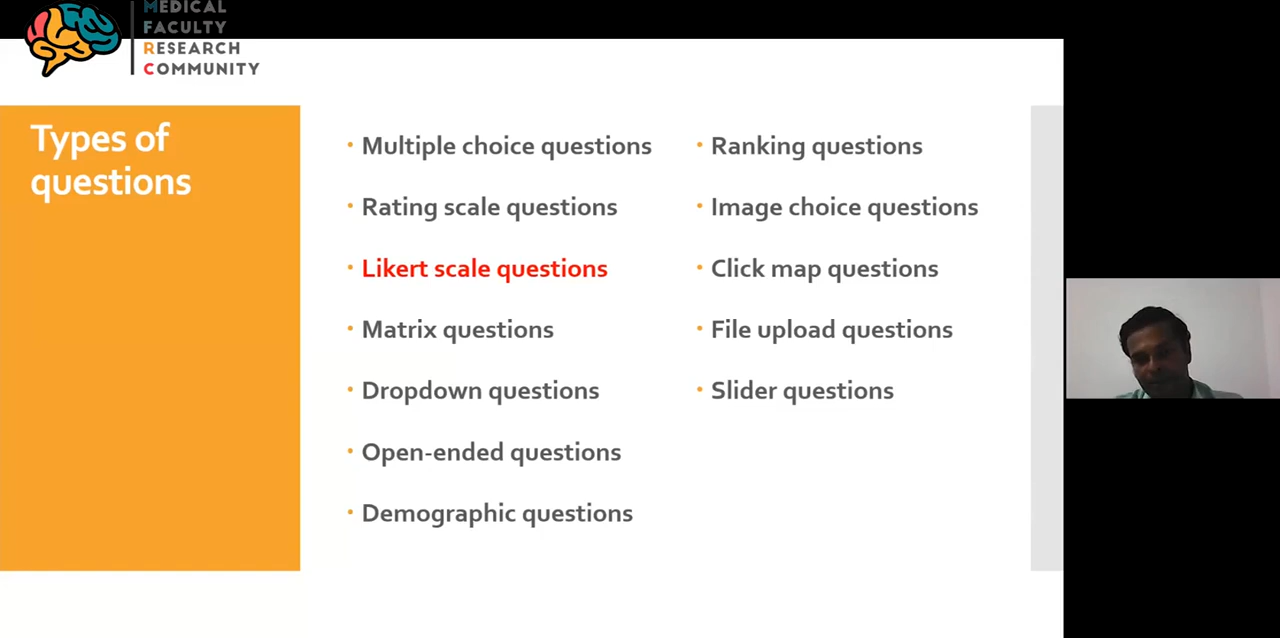 MEDICAL
FACULTY
RESEARCH
COMMUNITY
Types of
questions
• Multiple choice questions
• Rating scale questions
• Likert scale questions
• Matrix questions
• Dropdown questions
• Open-ended questions
• Demographic questions
• Ranking questions
• Image choice questions
• Click map questions
• File upload questions
• Slider questions